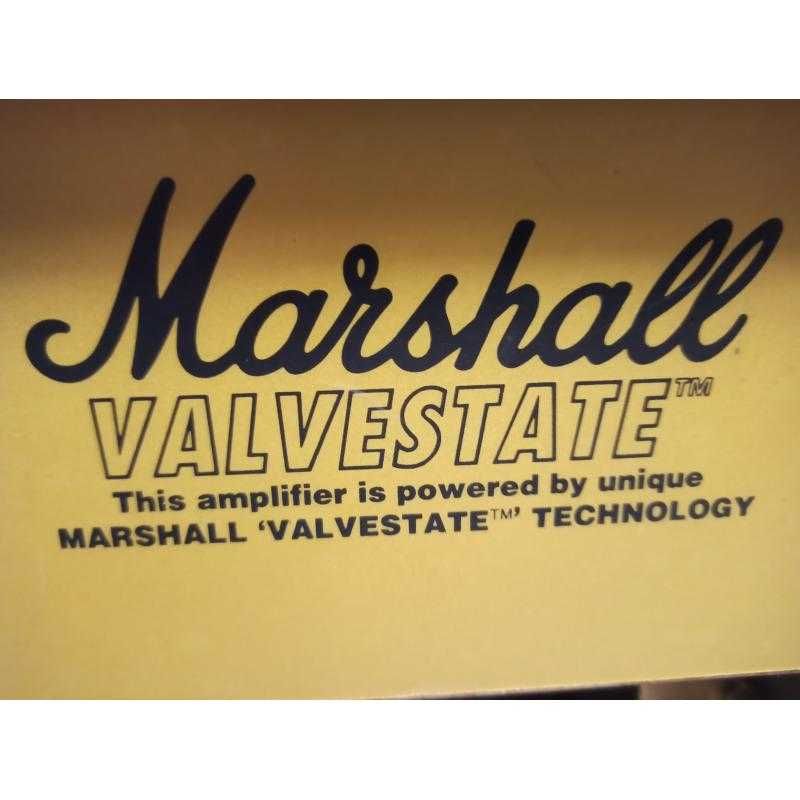 Marshall
VALVESTATE™
This amplifier is powered by unique
MARSHALL ‘VALVESTATE™’ TECHNOLOGY